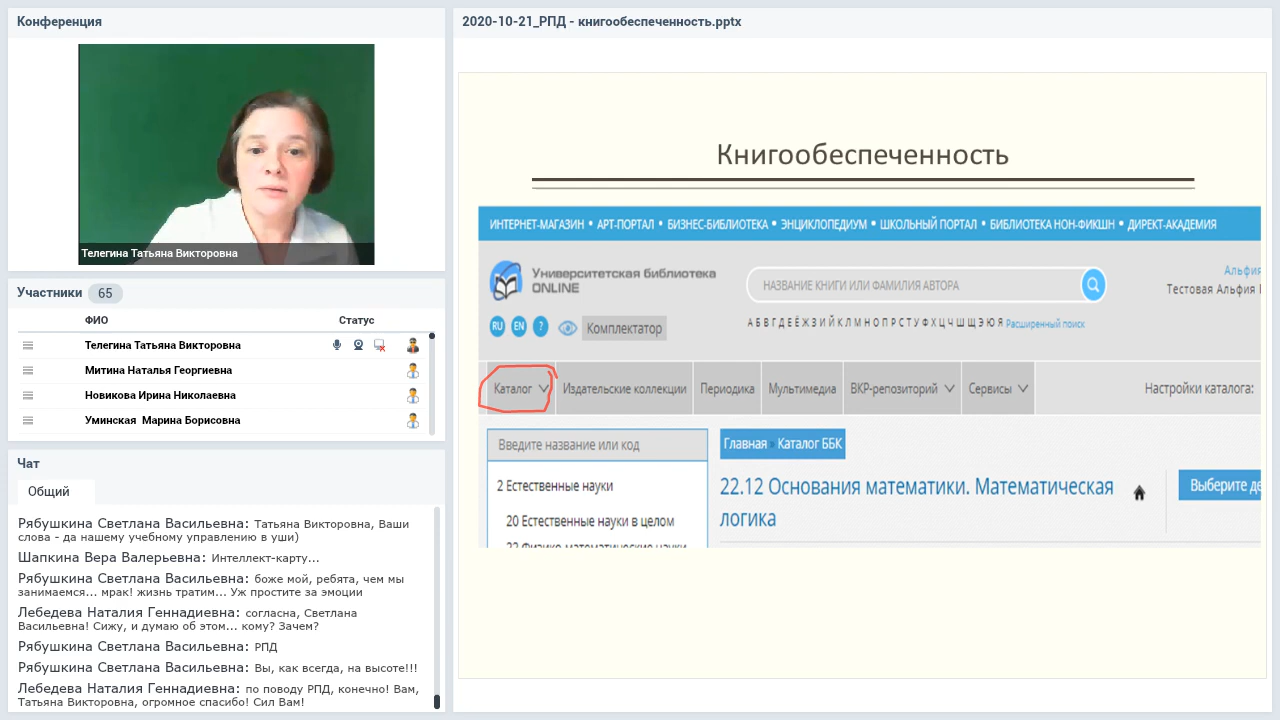 Конференция
Телегина Татьяна Викторовна
Участники 65
ФИО Статус
Телегина Татьяна Викторовна
Митина Наталья Георгиевна
Новикова Ирина Николаевна
Уминская Марина Борисовна
Чат
Общий
Рябушкина Светлана Васильевна: Татьяна Викторовна, Ваши
слова - да нашему учебному управлению в уши)
Шапкина Вера Валерьевна: Интеллект-карту...
Рябушкина Светлана Васильевна: боже мой, ребята, чем мы
занимаемся... мрак! жизнь тратим... Уж простите за эмоции
Лебедева Наталия Геннадиевна: согласна, Светлана
Васильевна! Сижу, и думаю об этом... кому? Зачем?
Рябушкина Светлана Васильевна: РПД
Рябушкина Светлана Васильевна: Вы, как всегда, на высоте!!!
Лебедева Наталия Геннадиевна: по поводу РПД, конечно! Вам,
Татьяна Викторовна, огромное спасибо! Сил Вам!
2020-10-21_РПД - книгообеспеченность.pptx
Книгообеспеченность
ИНТЕРНЕТ-МАГАЗИН • АРТ-ПОРТАЛ • БИЗНЕС-БИБЛИОТЕКА • ЭНЦИКЛОПЕДИУМ • ШКОЛЬНЫЙ ПОРТАЛ • БИБЛИОТЕКА НОН-ФИКШН • ДИРЕКТ-АКАДЕМИЯ
Университетская библиотека
ONLINE
НАЗВАНИЕ КНИГИ ИЛИ ФАМИЛИЯ АВТОРА
Альфия
Тестовая Альфия
RU EN ? Комплектатор
А Б В Г Д Е Ё Ж З И Й К Л М Н О П Р С Т У Ф Х Ц Ч Ш Щ Э Ю Я Расширенный поиск
Каталог Издательские коллекции Периодика Мультимедиа ВКР-репозиторий Сервисы Настройки каталога:
Введите название или код
2 Естественные науки
20 Естественные науки в целом
22 Физико-математические науки
Главная » Каталог ББК
22.12 Основания математики. Математическая
логика
Выберите де